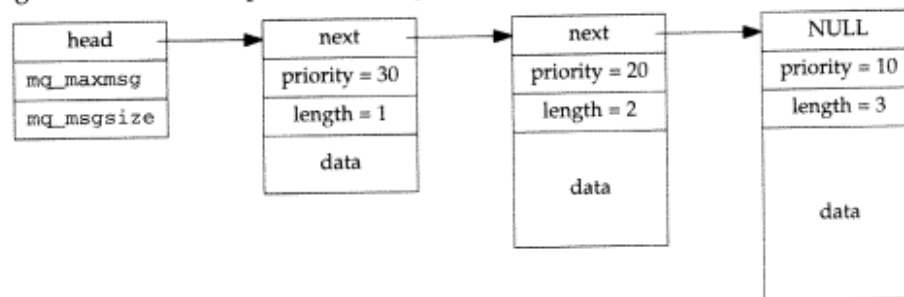 head
mq_maxmsg
mq_msgsize
next
priority = 30
length = 1
data
next
priority = 20
length = 2
data
NULL
priority = 10
length = 3
data